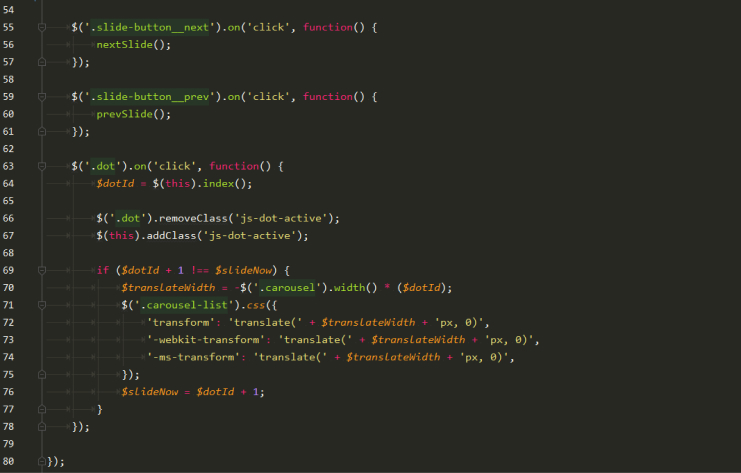 54
55 $('.slide-button__next').on('click', function() {
56 nextSlide();
57 });
58
59 $('.slide-button__prev').on('click', function() {
60 prevSlide();
61 });
62
63 $('.dot').on('click', function() {
64 $dotId = $(this).index();
65
66 $('.dot').removeClass('js-dot-active');
67 $(this).addClass('js-dot-active');
68
69 if ($dotId + 1 !== $slideNow) {
70 $translateWidth = -$('.carousel').width() * ($dotId);
71 $('.carousel-list').css({
72 'transform': 'translate(' + $translateWidth + 'px, 0)',
73 '-webkit-transform': 'translate(' + $translateWidth + 'px, 0)',
74 '-ms-transform': 'translate(' + $translateWidth + 'px, 0)',
75 });
76 $slideNow = $dotId + 1;
77 }
78 });
79
80 });